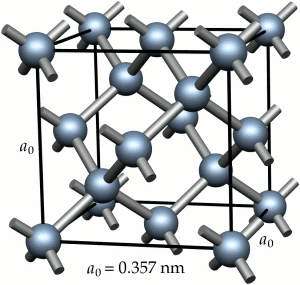 a₀
a₀
a₀ = 0.357 nm